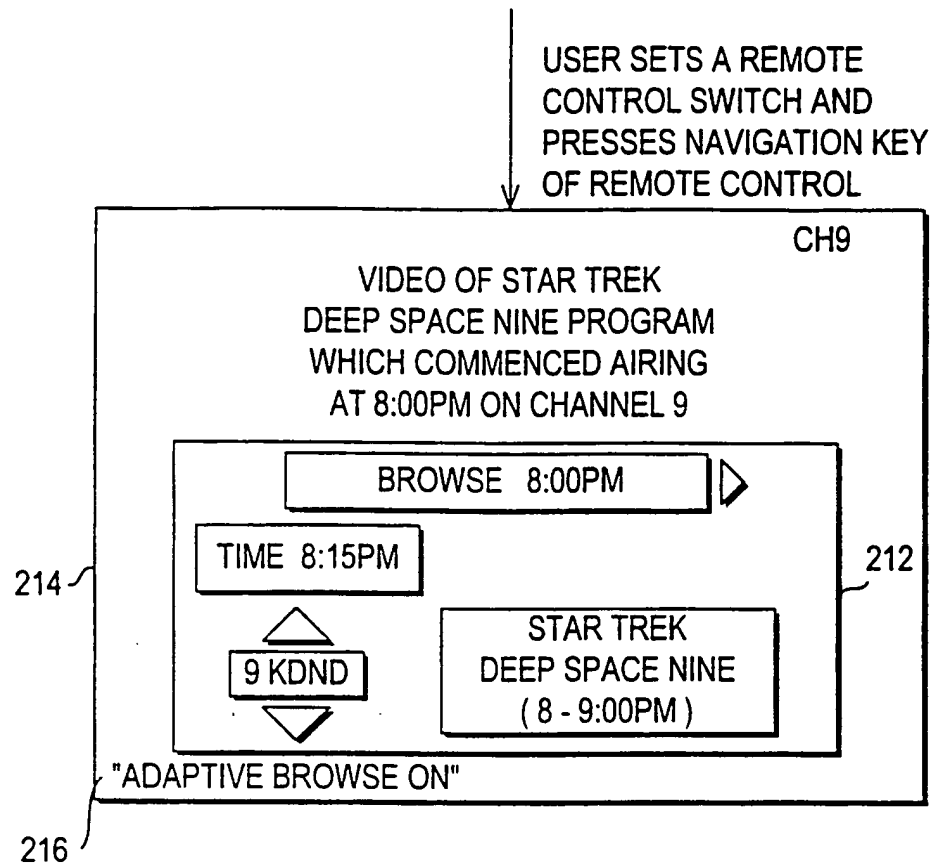 USER SETS A REMOTE
CONTROL SWITCH AND
PRESSES NAVIGATION KEY
OF REMOTE CONTROL
CH9
VIDEO OF STAR TREK
DEEP SPACE NINE PROGRAM
WHICH COMMENCED AIRING
AT 8:00PM ON CHANNEL 9
BROWSE 8:00PM
TIME 8:15PM
214
212
9 KDND
STAR TREK
DEEP SPACE NINE
( 8 - 9:00PM )
"ADAPTIVE BROWSE ON"
216